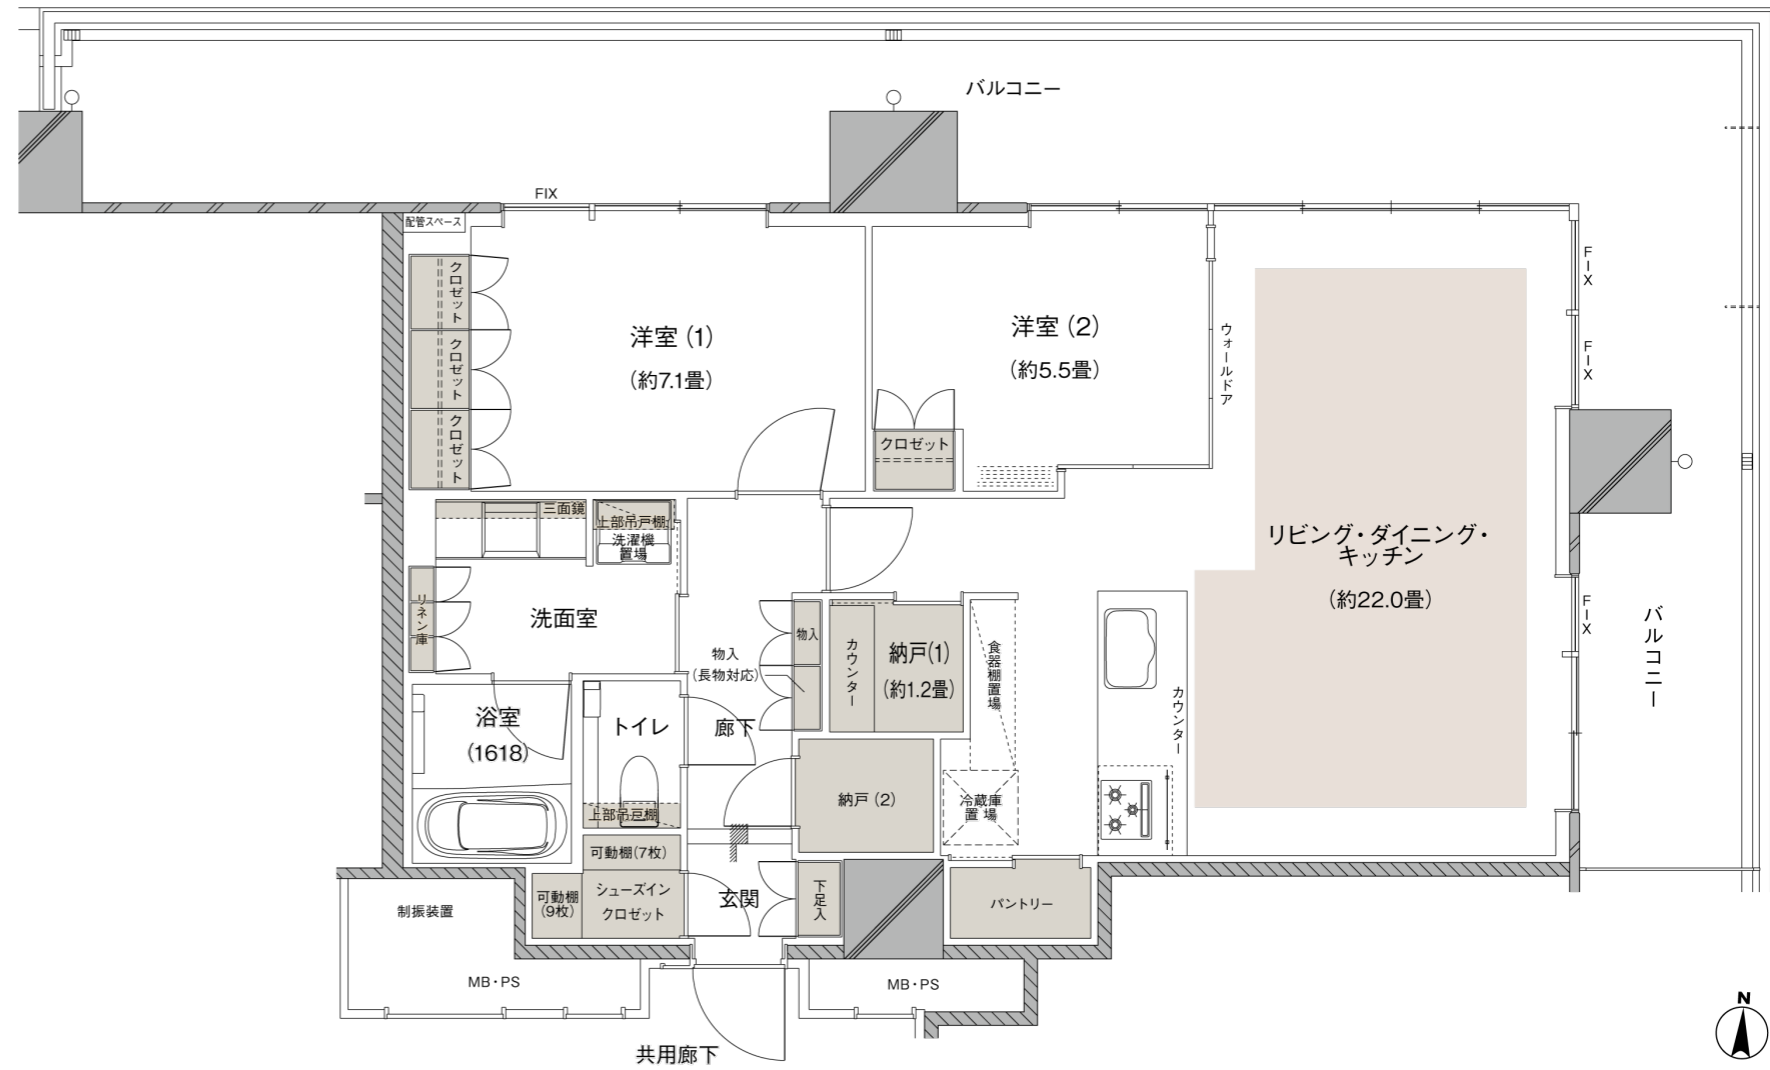 バルコニー
FIX
配管スペース
クロゼット
クロゼット
クロゼット
洋室（1）
（約7.1畳）
洋室（2）
（約5.5畳）
クロゼット
ウォールドア
FIX
FIX
リビング・ダイニング・
キッチン
（約22.0畳）
FIX
バルコニー
三面鏡
上部吊戸棚
洗濯機
置場
リネン庫
洗面室
物入
（長物対応）
物入
カウンター
納戸(1)
（約1.2畳）
食器棚置場
カウンター
浴室
（1618）
トイレ
廊下
上部吊戸棚
納戸（2）
冷蔵庫
置場
可動棚(7枚)
可動棚
(9枚)
シューズイン
クロゼット
玄関
下足入
パントリー
制振装置
MB・PS
MB・PS
共用廊下
N